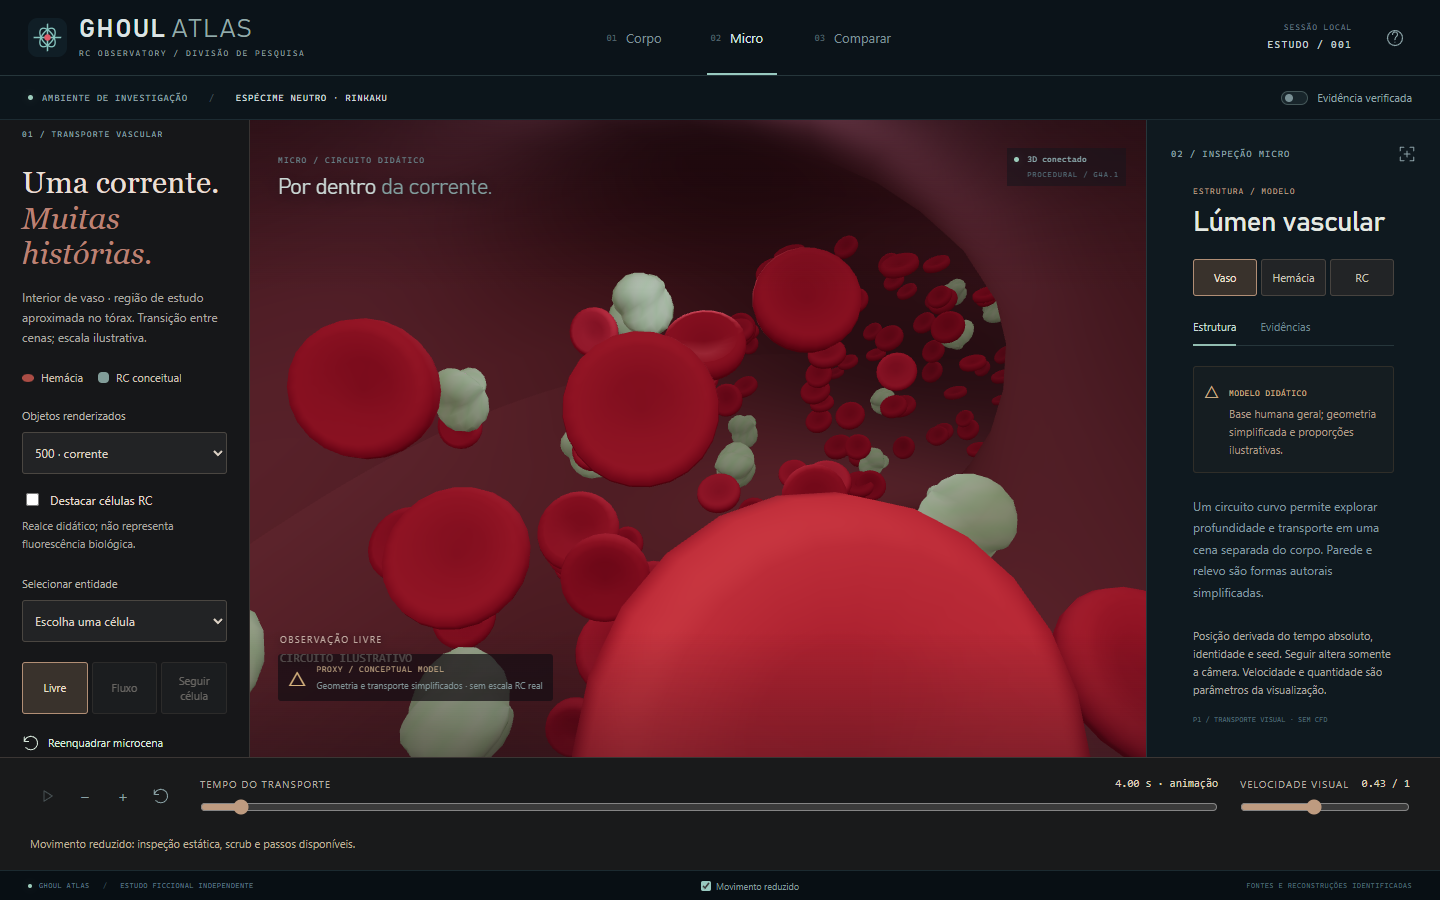 GHOUL ATLAS
RC OBSERVATORY / DIVISÃO DE PESQUISA
01 Corpo
02 Micro
03 Comparar
SESSÃO LOCAL
ESTUDO / 001
AMBIENTE DE INVESTIGAÇÃO / ESPÉCIME NEUTRO · RINKAKU
Evidência verificada
01 / TRANSPORTE VASCULAR
Uma corrente.
Muitas
histórias.
Interior de vaso · região de estudo
aproximada no tórax. Transição entre
cenas; escala ilustrativa.
Hemácia
RC conceitual
Objetos renderizados
500 · corrente
Destacar células RC
Realce didático; não representa
fluorescência biológica.
Selecionar entidade
Escolha uma célula
Livre
Fluxo
Seguir
célula
Reenquadrar microcena
MICRO / CIRCUITO DIDÁTICO
Por dentro da corrente.
3D conectado
PROCEDURAL / G4A.1
OBSERVAÇÃO LIVRE
CIRCUITO ILUSTRATIVO
PROXY / CONCEPTUAL MODEL
Geometria e transporte simplificados · sem escala RC real
02 / INSPEÇÃO MICRO
ESTRUTURA / MODELO
Lúmen vascular
Vaso
Hemácia
RC
Estrutura
Evidências
MODELO DIDÁTICO
Base humana geral; geometria
simplificada e proporções
ilustrativas.
Um circuito curvo permite explorar
profundidade e transporte em uma
cena separada do corpo. Parede e
relevo são formas autorais
simplificadas.
Posição derivada do tempo absoluto,
identidade e seed. Seguir altera somente
a câmera. Velocidade e quantidade são
parâmetros da visualização.
P1 / TRANSPORTE VISUAL · SEM CFD
TEMPO DO TRANSPORTE
4.00 s · animação
VELOCIDADE VISUAL
0.43 / 1
Movimento reduzido: inspeção estática, scrub e passos disponíveis.
GHOUL ATLAS / ESTUDO FICCIONAL INDEPENDENTE
Movimento reduzido
FONTES E RECONSTRUÇÕES IDENTIFICADAS